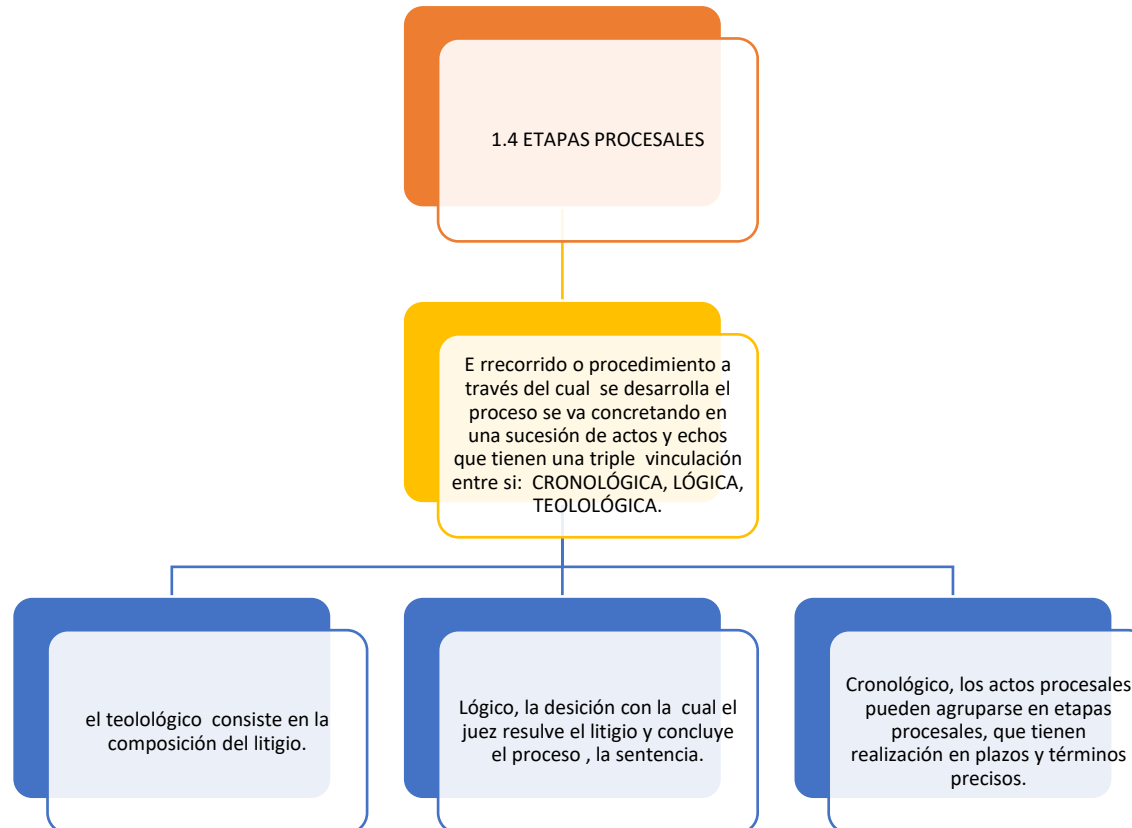 1.4 ETAPAS PROCESALES
E rrecorrido o procedimiento a
través del cual se desarrolla el
proceso se va concretando en
una sucesión de actos y echos
que tienen una triple vinculación
entre si: CRONOLÓGICA, LÓGICA,
TEOLOLÓGICA.
el teolológico consiste en la
composición del litigio.
Lógico, la desición con la cual el
juez resulve el litigio y concluye
el proceso , la sentencia.
Cronológico, los actos procesales
pueden agruparse en etapas
procesales, que tienen
realización en plazos y términos
precisos.